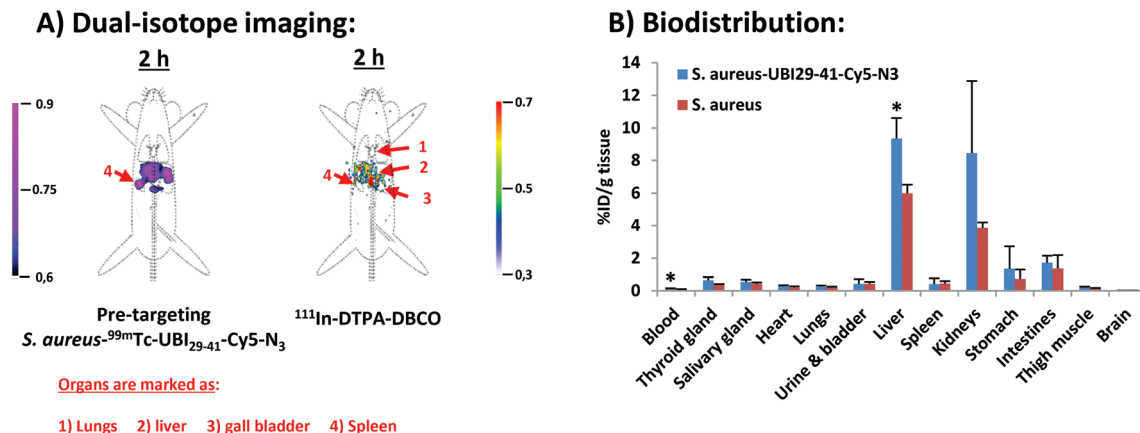 A) Dual-isotope imaging:
2 h
2 h
0.9
0.75
0,6
4
0.7
0.5
0,3
1
2
3
4
Pre-targeting
S. aureus-⁹⁹ᵐTc-UBI₂₉₋₄₁-Cy5-N₃
¹¹¹In-DTPA-DBCO
Organs are marked as:
1) Lungs 2) liver 3) gall bladder 4) Spleen
B) Biodistribution:
%ID/g tissue
14
12
10
8
6
4
2
0
S. aureus-UBI29-41-Cy5-N3
S. aureus
*
*
Blood
Thyroid gland
Salivary gland
Heart
Lungs
Urine & bladder
Liver
Spleen
Kidneys
Stomach
Intestines
Thigh muscle
Brain